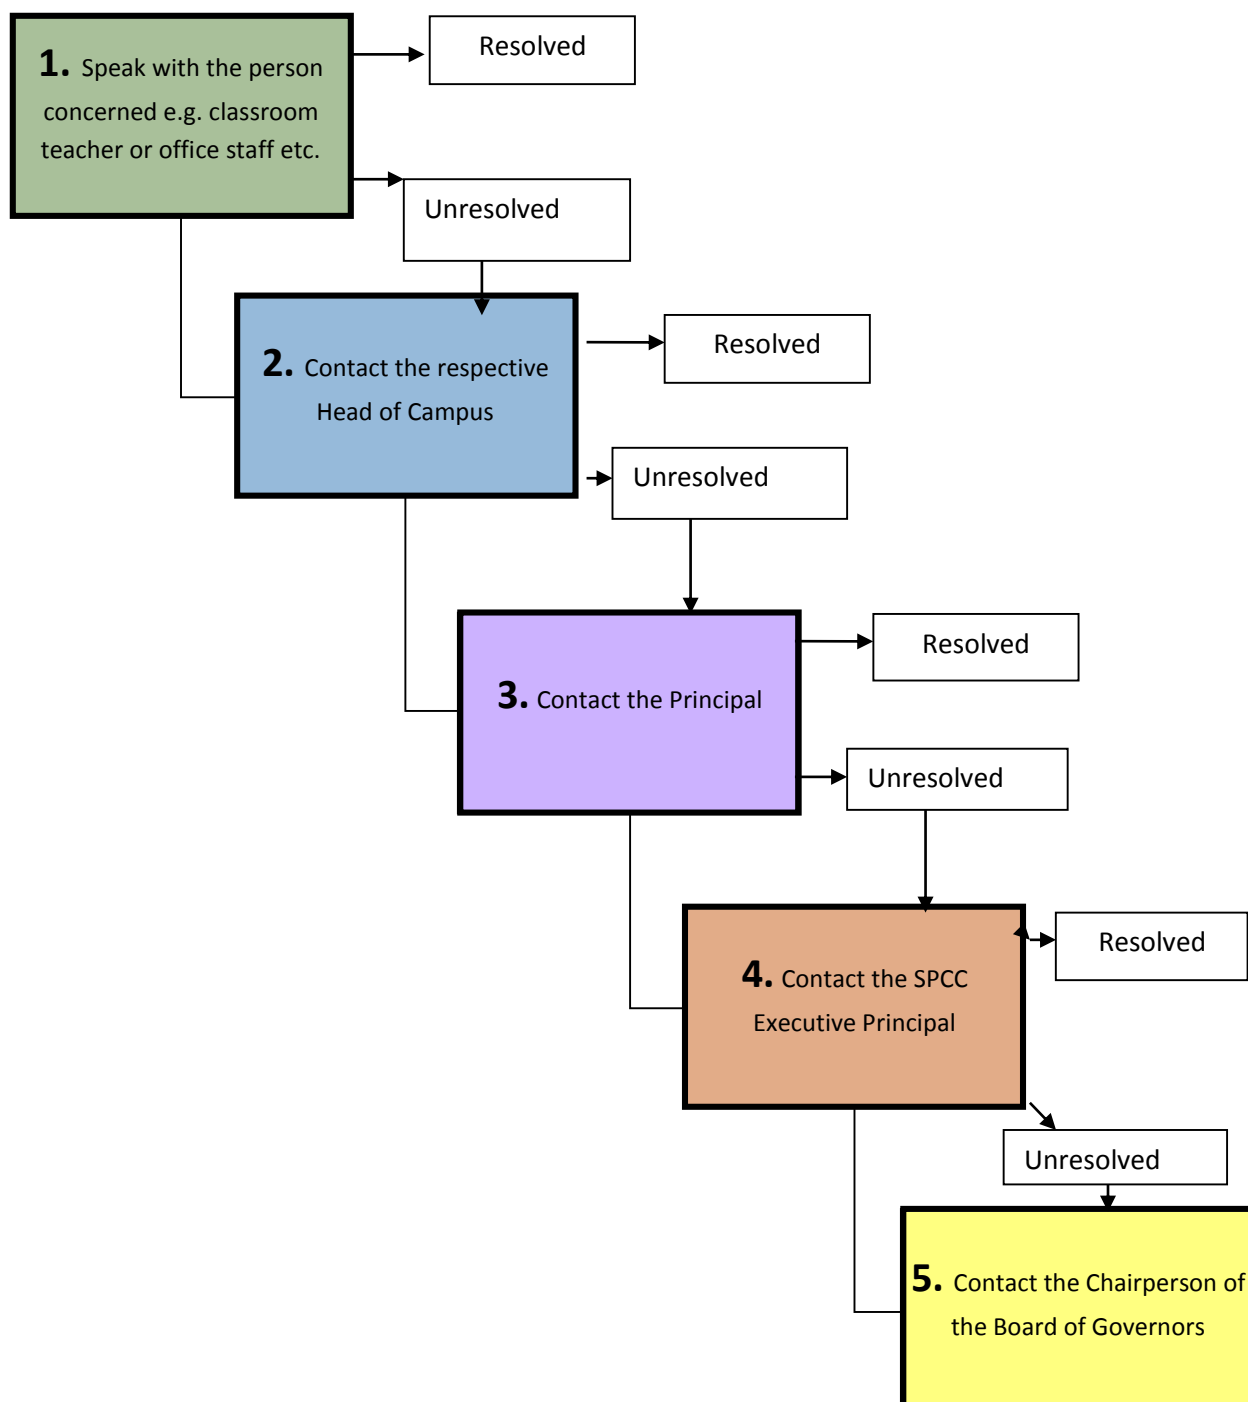 1. Speak with the person
concerned e.g. classroom
teacher or office staff etc.
Resolved
Unresolved
2. Contact the respective
Head of Campus
Resolved
Unresolved
3. Contact the Principal
Resolved
Unresolved
4. Contact the SPCC
Executive Principal
Resolved
Unresolved
5. Contact the Chairperson of
the Board of Governors